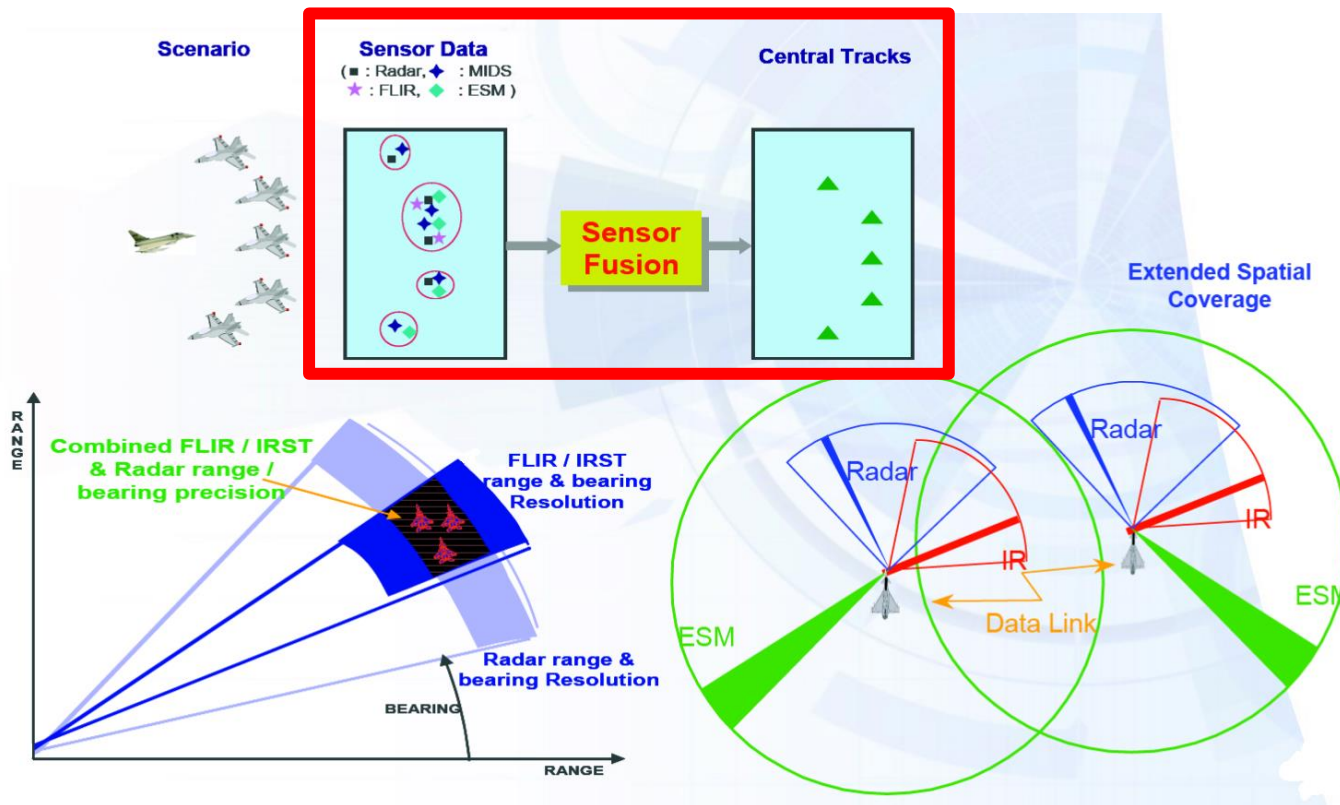 Scenario
Sensor Data
(■ : Radar, ✦ : MIDS
★ : FLIR, ◆ : ESM )
Central Tracks
Sensor
Fusion
Extended Spatial
Coverage
RANGE
Combined FLIR / IRST
& Radar range /
bearing precision
FLIR / IRST
range & bearing
Resolution
Radar range &
bearing Resolution
BEARING
RANGE
Radar
IR
ESM
Data Link
Radar
IR
ESM